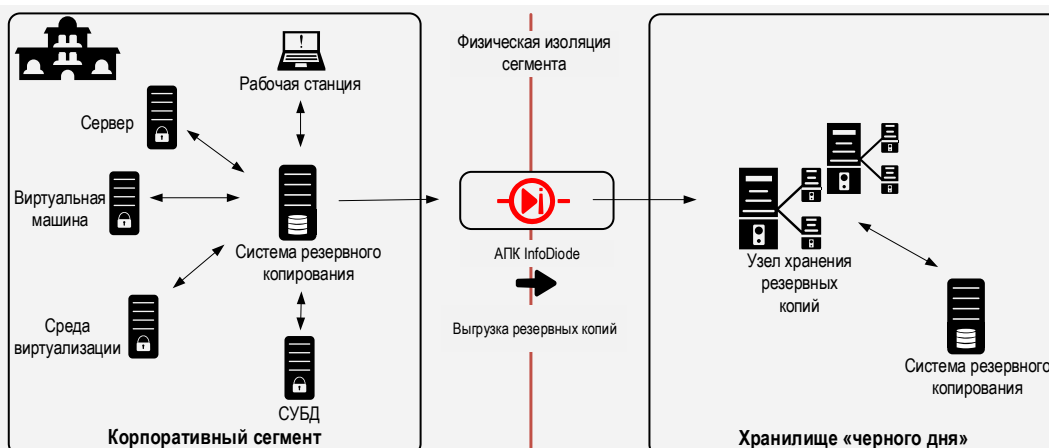 Рабочая станция
Сервер
Виртуальная
машина
Система резервного
копирования
Среда
виртуализации
СУБД
Корпоративный сегмент
Физическая изоляция
сегмента
АПК InfoDiode
Выгрузка резервных копий
Узел хранения
резервных
копий
Система резервного
копирования
Хранилище «черного дня»